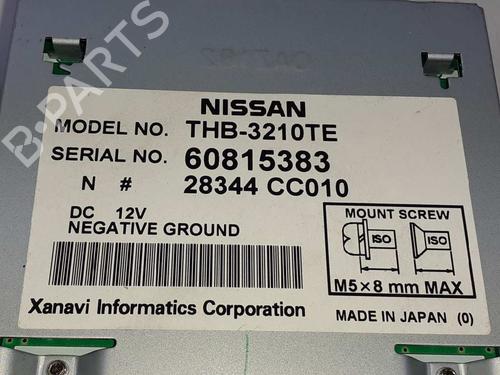 NISSAN
MODEL NO. THB-3210TE
SERIAL NO. 60815383
N # 28344 CC010
DC 12V
NEGATIVE GROUND
MOUNT SCREW
ISO ISO
M5×8 mm MAX
Xanavi Informatics Corporation
MADE IN JAPAN (0)
B-PARTS